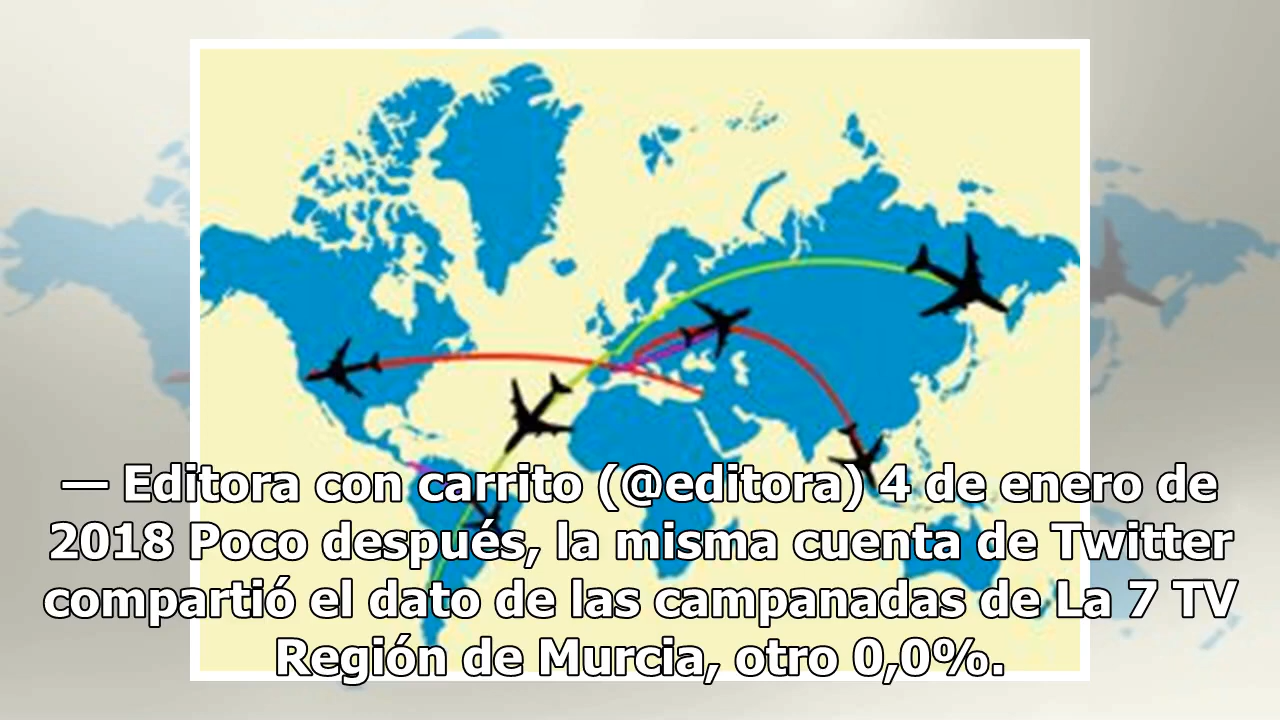 — Editora con carrito (@editora) 4 de enero de
2018 Poco después, la misma cuenta de Twitter
compartió el dato de las campanadas de La 7 TV
Región de Murcia, otro 0,0%.